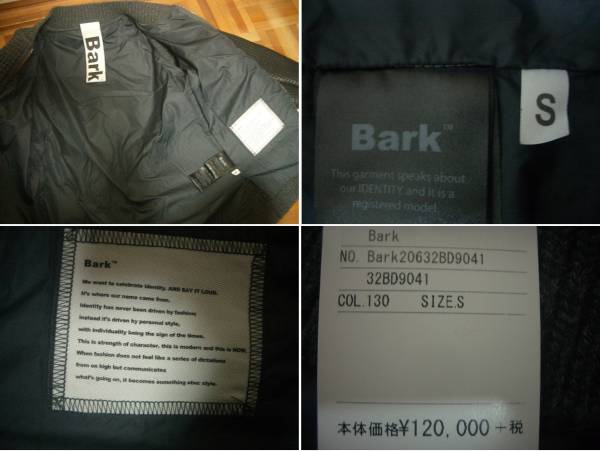 Bark
Bark™
S
This garment speaks about
our IDENTITY and it is a
registered model.
Bark™
We want to celebrate identity. AND SAY IT LOUD.
It's where our name comes from.
Identity has never been driven by fashion;
instead it's driven by personal style,
with individuality being the sign of the times.
This is strength of character, this is modern and this is NOW.
When fashion does not feel like a series of dictations
from on high but communicates
what's going on, it becomes something else: style.
Bark
NO. Bark20632BD9041
32BD9041
COL.130 SIZE.S
本体価格¥120,000+税